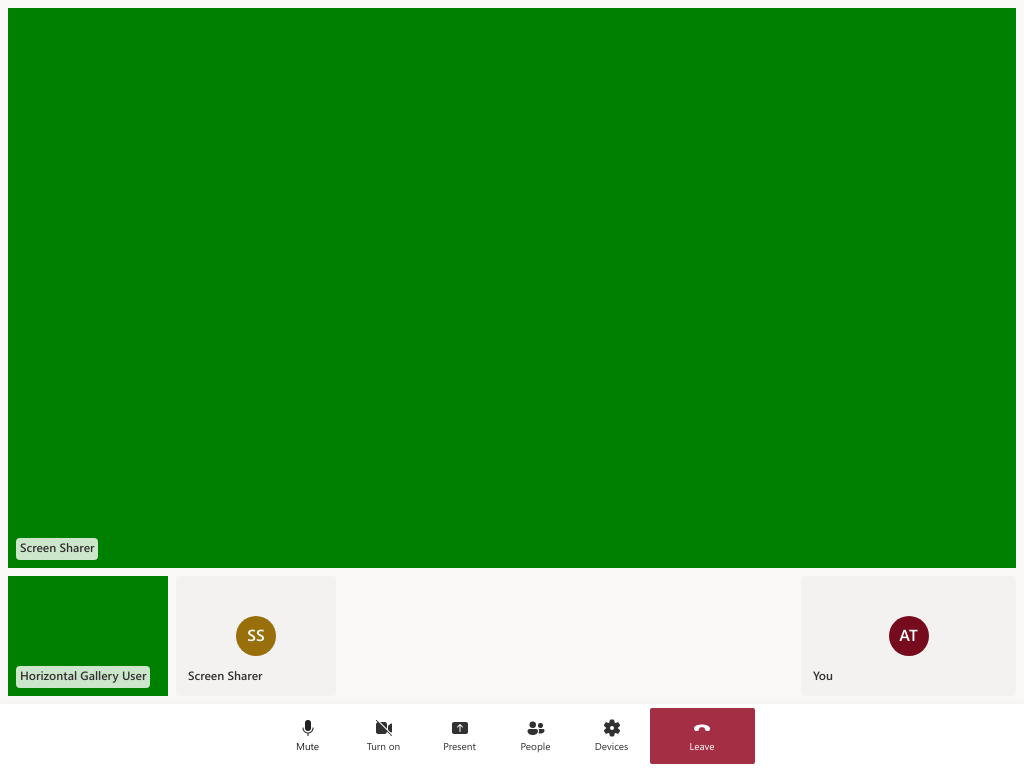 Screen Sharer
Horizontal Gallery User
SS
Screen Sharer
AT
You
Mute
Turn on
Present
People
Devices
Leave